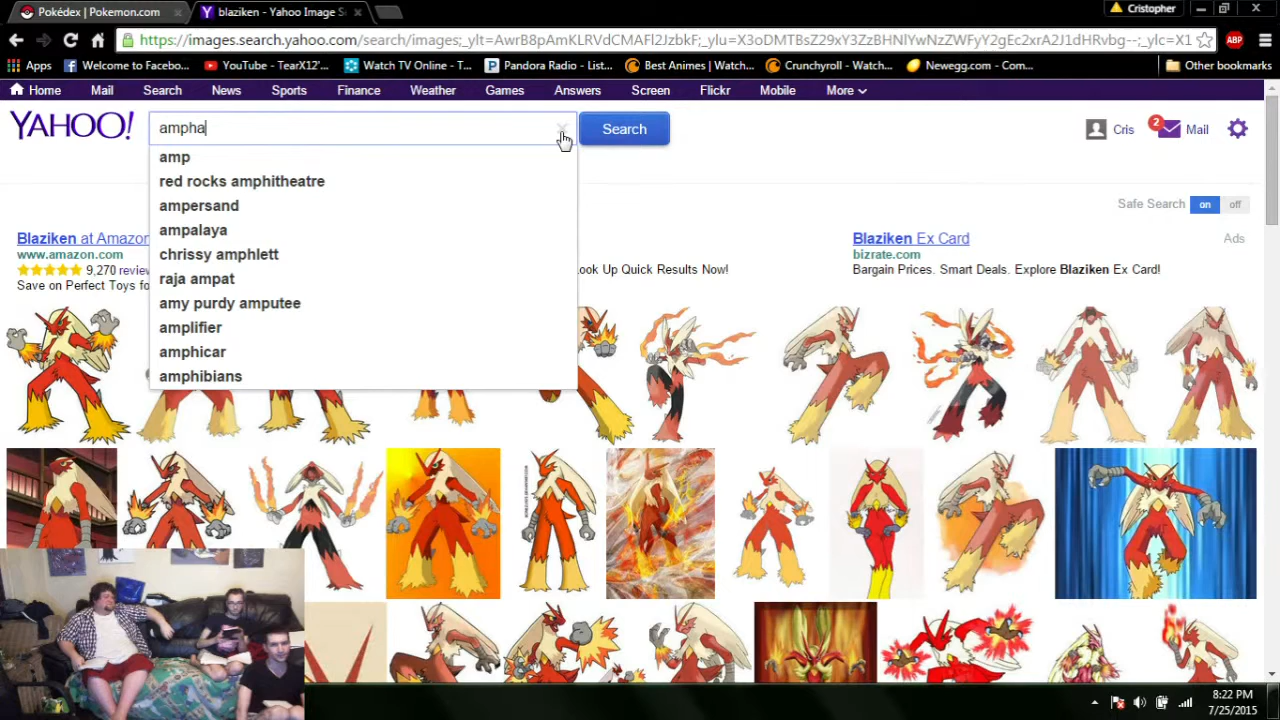 Pokédex | Pokemon.com
blaziken - Yahoo Image S
Cristopher
https://images.search.yahoo.com/search/images;_ylt=AwrB8pAmKLRVdCMAFl2JzbkF;_ylu=X3oDMTBsZ29xY3ZzBHNlYwNzZWFyY2gEc2xrA2J1dHRvbg--;_ylc=X1
ABP
Apps
Welcome to Facebo...
YouTube - TearX12'...
Watch TV Online - T...
Pandora Radio - List...
Best Animes | Watch...
Crunchyroll - Watch...
Newegg.com - Com...
Other bookmarks
Home Mail Search News Sports Finance Weather Games Answers Screen Flickr Mobile More
YAHOO!
ampha
Search
Cris
2
Mail
amp
red rocks amphitheatre
ampersand
ampalaya
chrissy amphlett
raja ampat
amy purdy amputee
amplifier
amphicar
amphibians
Safe Search on off
Blaziken at Amazon
www.amazon.com
9,270 review
Save on Perfect Toys fo
Look Up Quick Results Now!
Blaziken Ex Card
bizrate.com
Bargain Prices. Smart Deals. Explore Blaziken Ex Card!
Ads
8:22 PM
7/25/2015